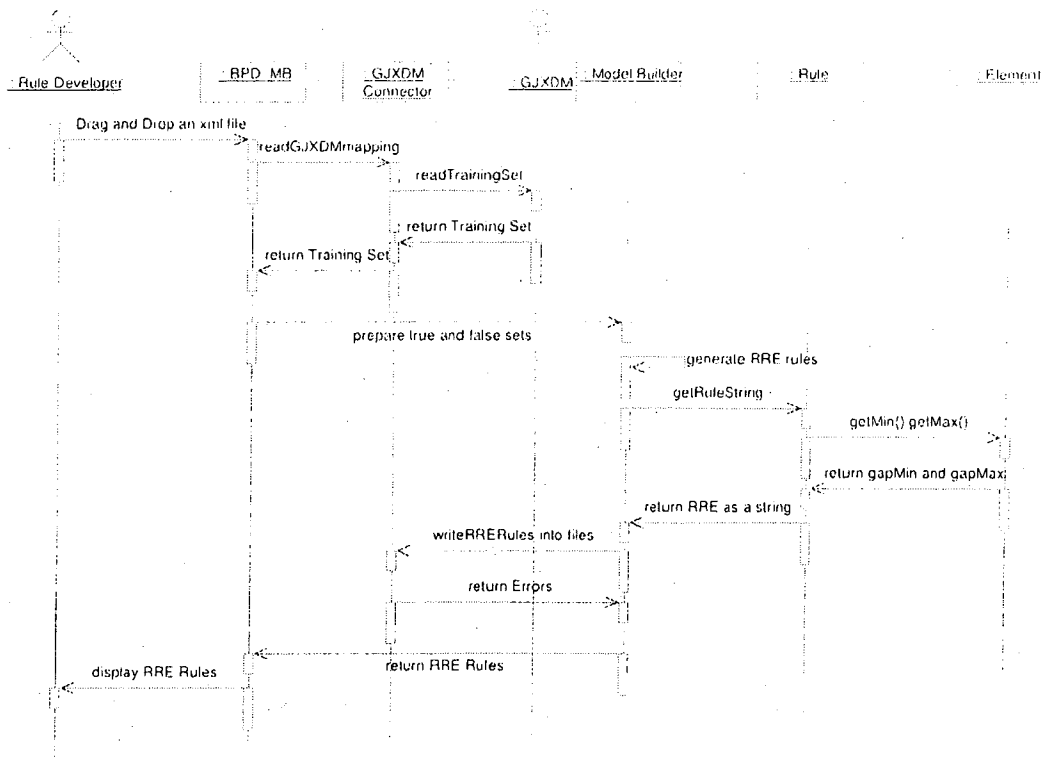 : Rule Developer
: BPD_MB
: GJXDM
Connector
: GJXDM
: Model Builder
: Rule
: Element
Drag and Drop an xml file
readGJXDMmapping
readTrainingSet
return Training Set
return Training Set
prepare true and false sets
generate RRE rules
getRuleString
getMin() getMax()
return gapMin and gapMax
return RRE as a string
writeRRERules into files
return Errors
return RRE Rules
display RRE Rules